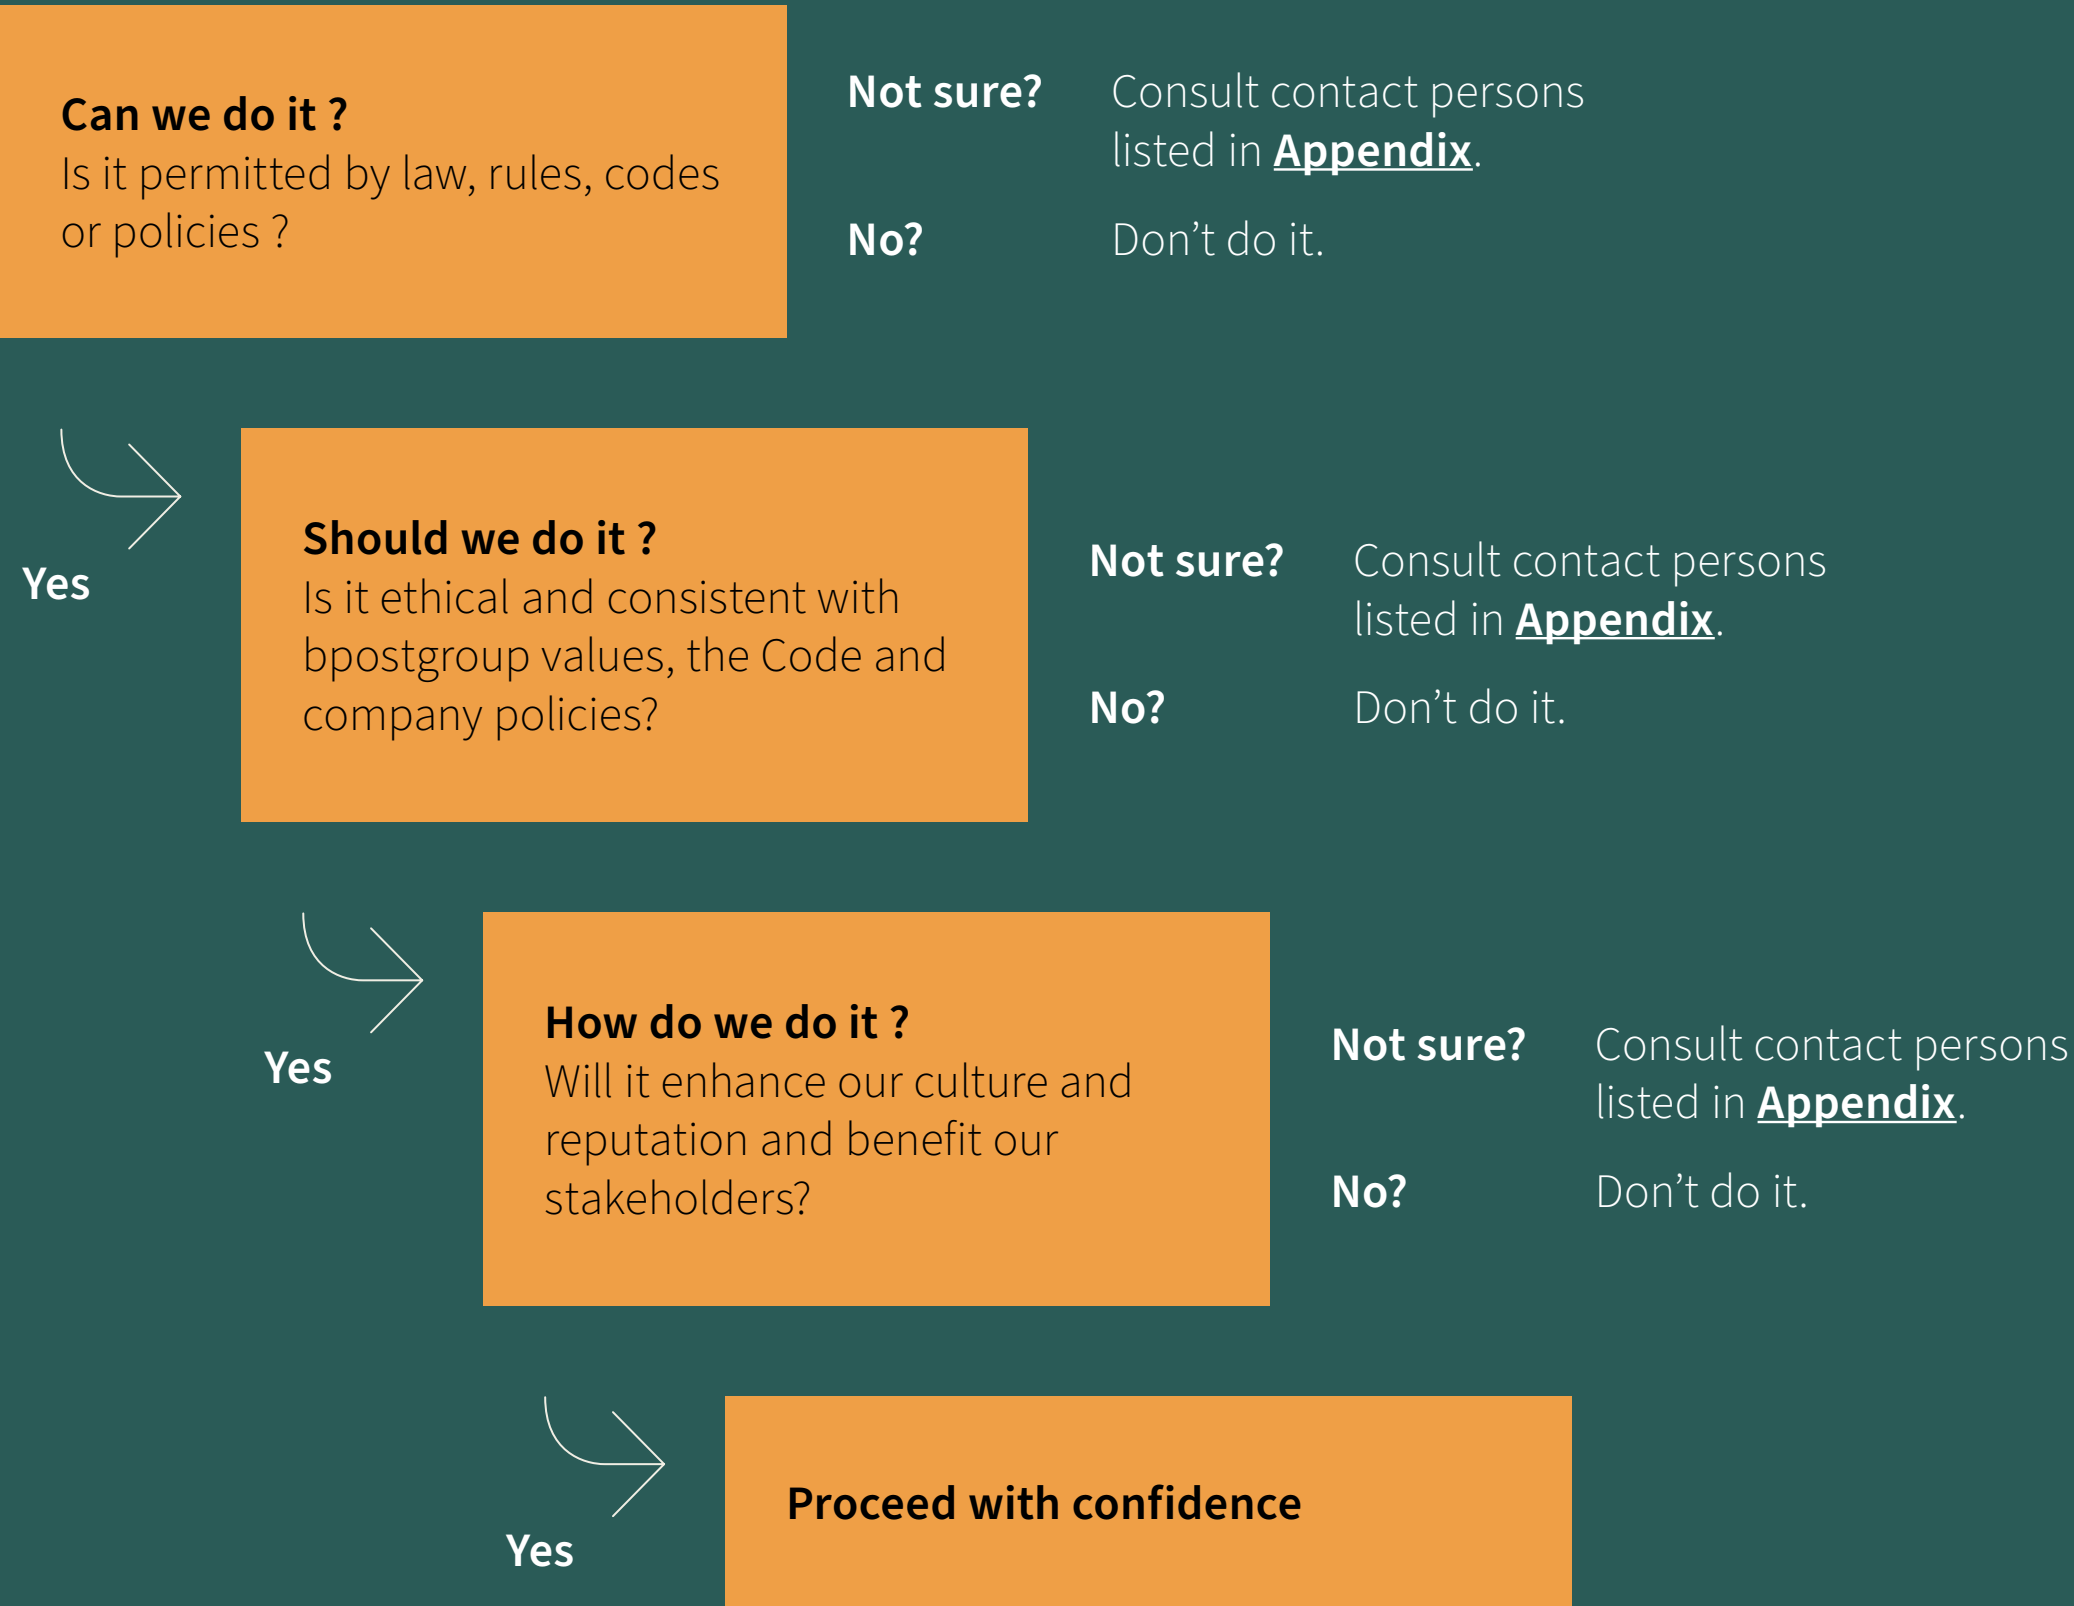 Can we do it ?
Is it permitted by law, rules, codes
or policies ?
Not sure?
Consult contact persons
listed in Appendix.
No?
Don’t do it.
Yes
Should we do it ?
Is it ethical and consistent with
bpostgroup values, the Code and
company policies?
Not sure?
Consult contact persons
listed in Appendix.
No?
Don’t do it.
Yes
How do we do it ?
Will it enhance our culture and
reputation and benefit our
stakeholders?
Not sure?
Consult contact persons
listed in Appendix.
No?
Don’t do it.
Yes
Proceed with confidence